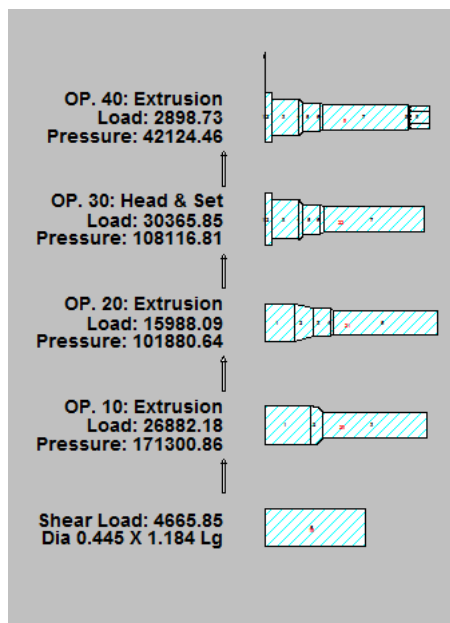 OP. 40: Extrusion
Load: 2898.73
Pressure: 42124.46
OP. 30: Head & Set
Load: 30365.85
Pressure: 108116.81
OP. 20: Extrusion
Load: 15988.09
Pressure: 101880.64
OP. 10: Extrusion
Load: 26882.18
Pressure: 171300.86
Shear Load: 4665.85
Dia 0.445 X 1.184 Lg